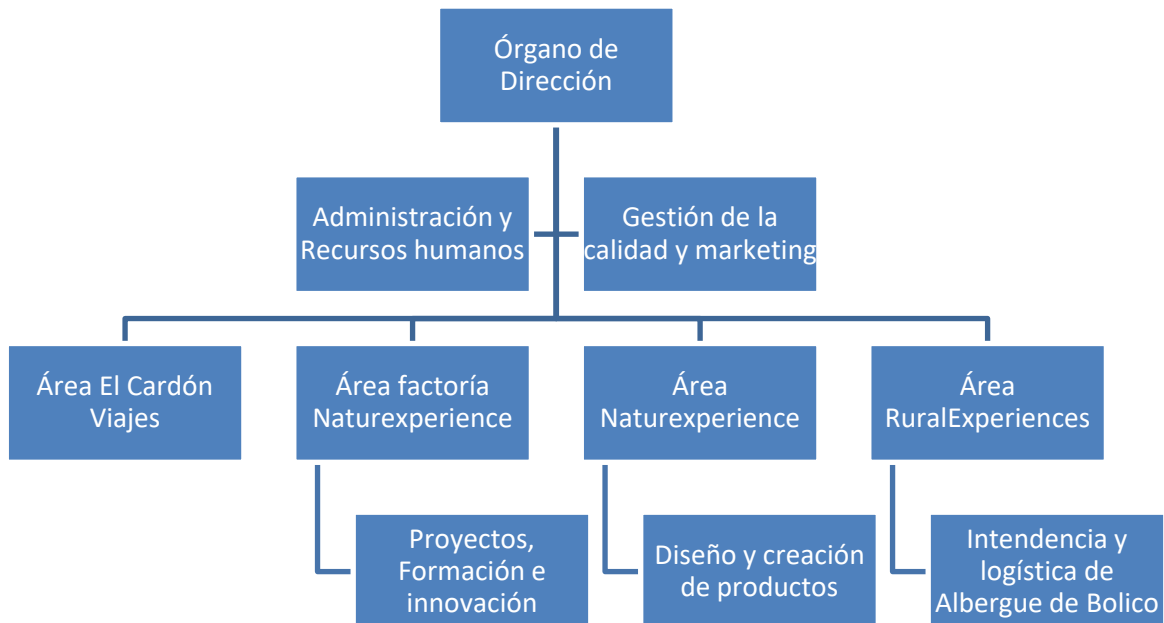 Órgano de
Dirección
Administración y
Recursos humanos
Gestión de la
calidad y marketing
Área El Cardón
Viajes
Área factoría
Naturexperience
Área
Naturexperience
Área
RuralExperiences
Proyectos,
Formación e
innovación
Diseño y creación
de productos
Intendencia y
logística de
Albergue de Bolico